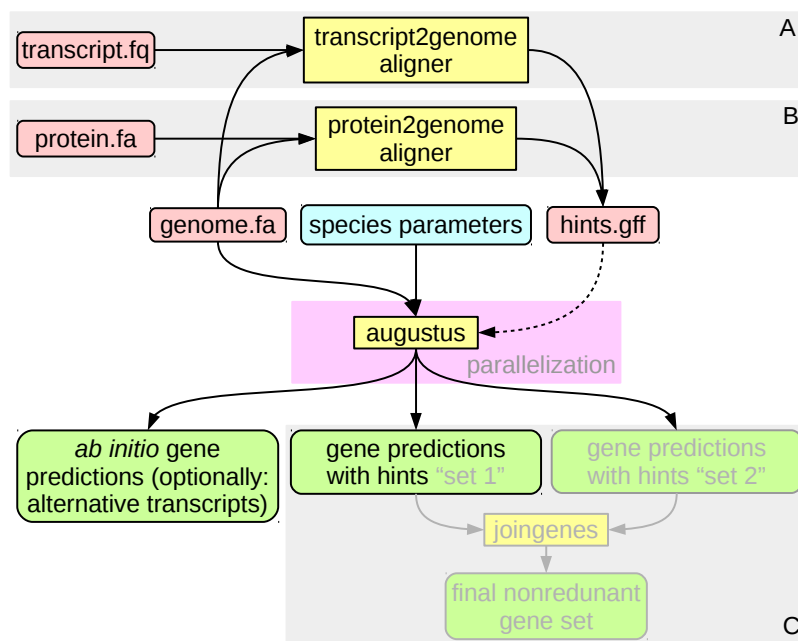 A
transcript.fq
transcript2genome
aligner
B
protein.fa
protein2genome
aligner
genome.fa
species parameters
hints.gff
augustus
parallelization
ab initio gene
predictions (optionally:
alternative transcripts)
gene predictions
with hints “set 1”
gene predictions
with hints “set 2”
joingenes
final nonredunant
gene set
C